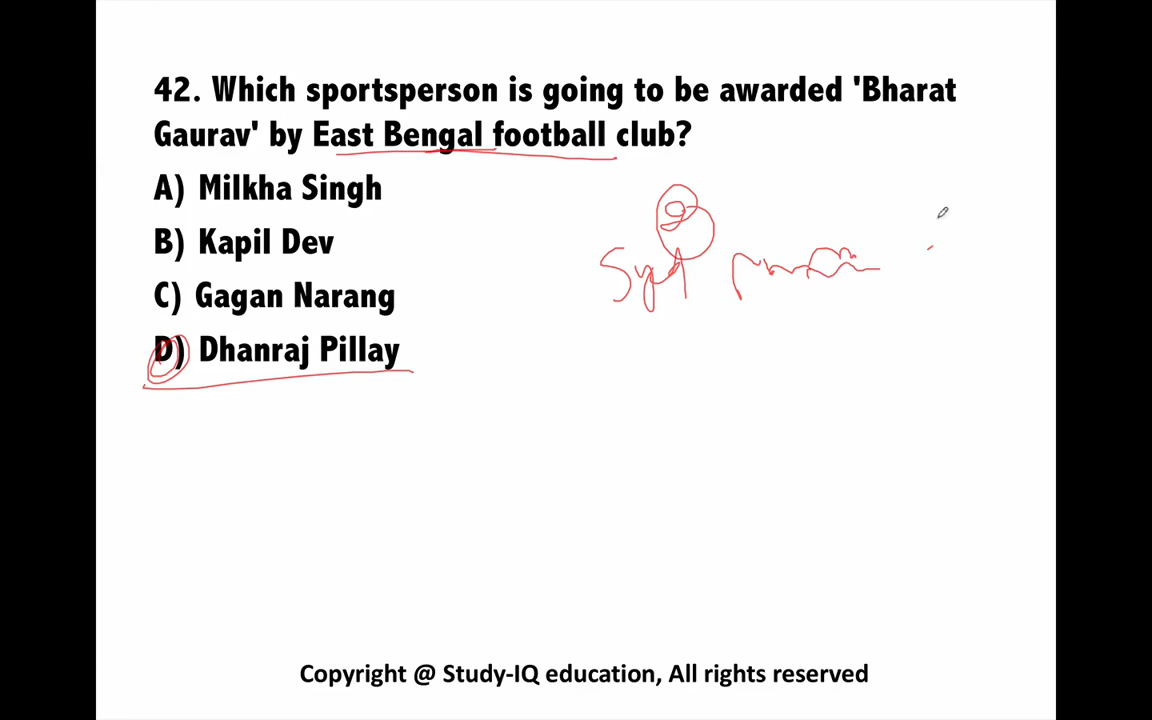 42. Which sportsperson is going to be awarded 'Bharat
Gaurav' by East Bengal football club?
A) Milkha Singh
B) Kapil Dev
C) Gagan Narang
D) Dhanraj Pillay
Copyright @ Study-IQ education, All rights reserved